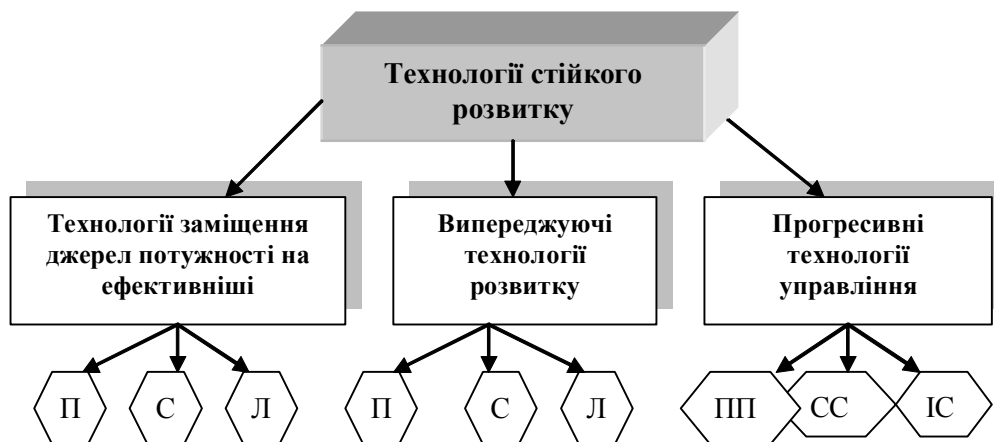 Технології стійкого
розвитку
Технології заміщення
джерел потужності на
ефективніші
Випереджуючі
технології
розвитку
Прогресивні
технології
управління
П
С
Л
П
С
Л
ПП
СС
ІС